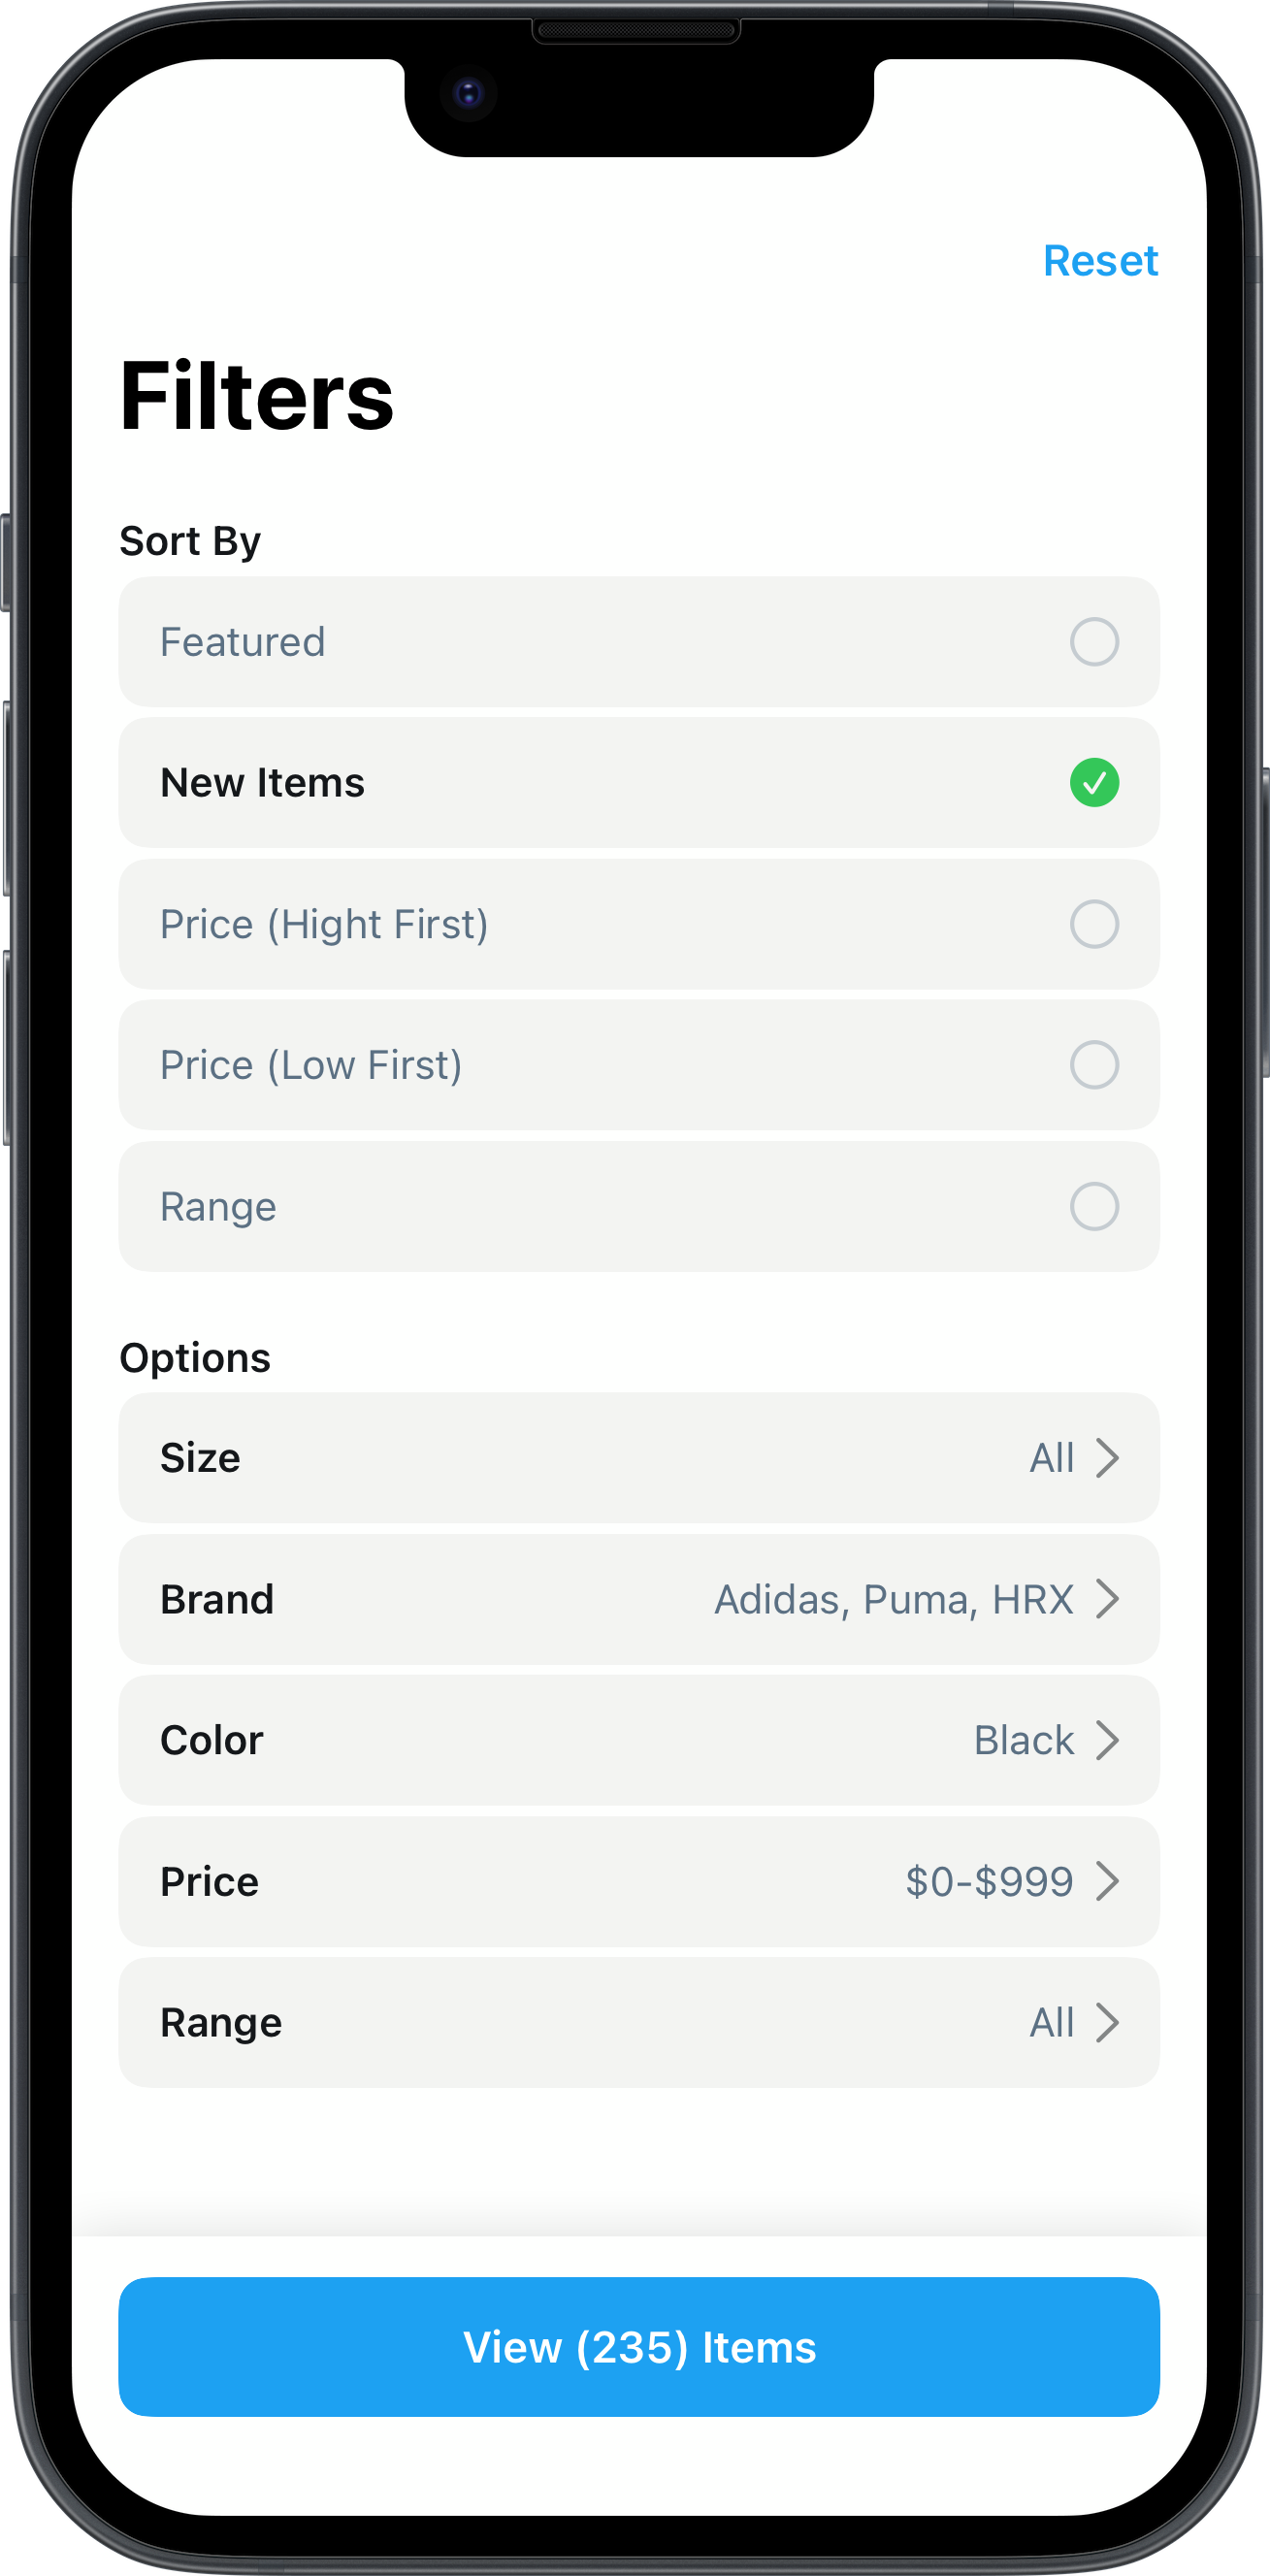 Reset
Filters
Sort By
Featured
New Items
Price (Hight First)
Price (Low First)
Range
Options
Size All
Brand Adidas, Puma, HRX
Color Black
Price $0-$999
Range All
View (235) Items